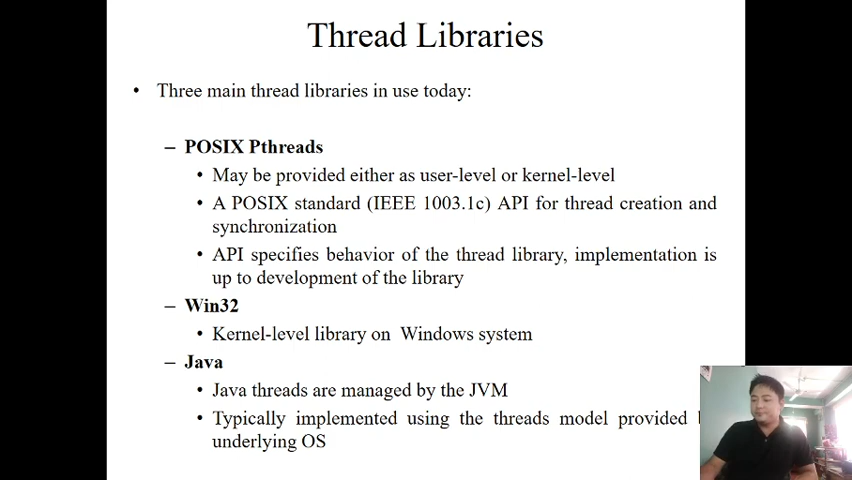 Thread Libraries
• Three main thread libraries in use today:
– POSIX Pthreads
• May be provided either as user-level or kernel-level
• A POSIX standard (IEEE 1003.1c) API for thread creation and
synchronization
• API specifies behavior of the thread library, implementation is
up to development of the library
– Win32
• Kernel-level library on Windows system
– Java
• Java threads are managed by the JVM
• Typically implemented using the threads model provided
underlying OS